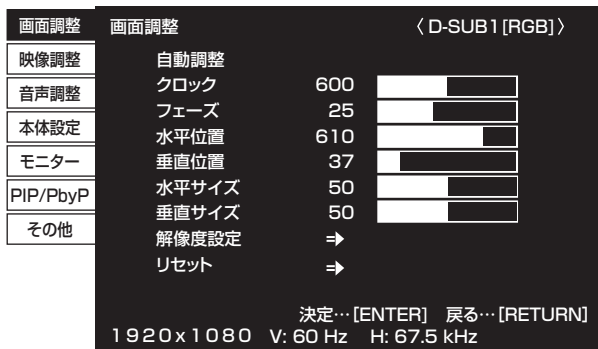 画面調整
映像調整
音声調整
本体設定
モニター
PIP/PbyP
その他
画面調整 〈D-SUB1[RGB]〉
自動調整
クロック 600
フェーズ 25
水平位置 610
垂直位置 37
水平サイズ 50
垂直サイズ 50
解像度設定
リセット
決定…[ENTER] 戻る…[RETURN]
1920x1080 V: 60 Hz H: 67.5 kHz